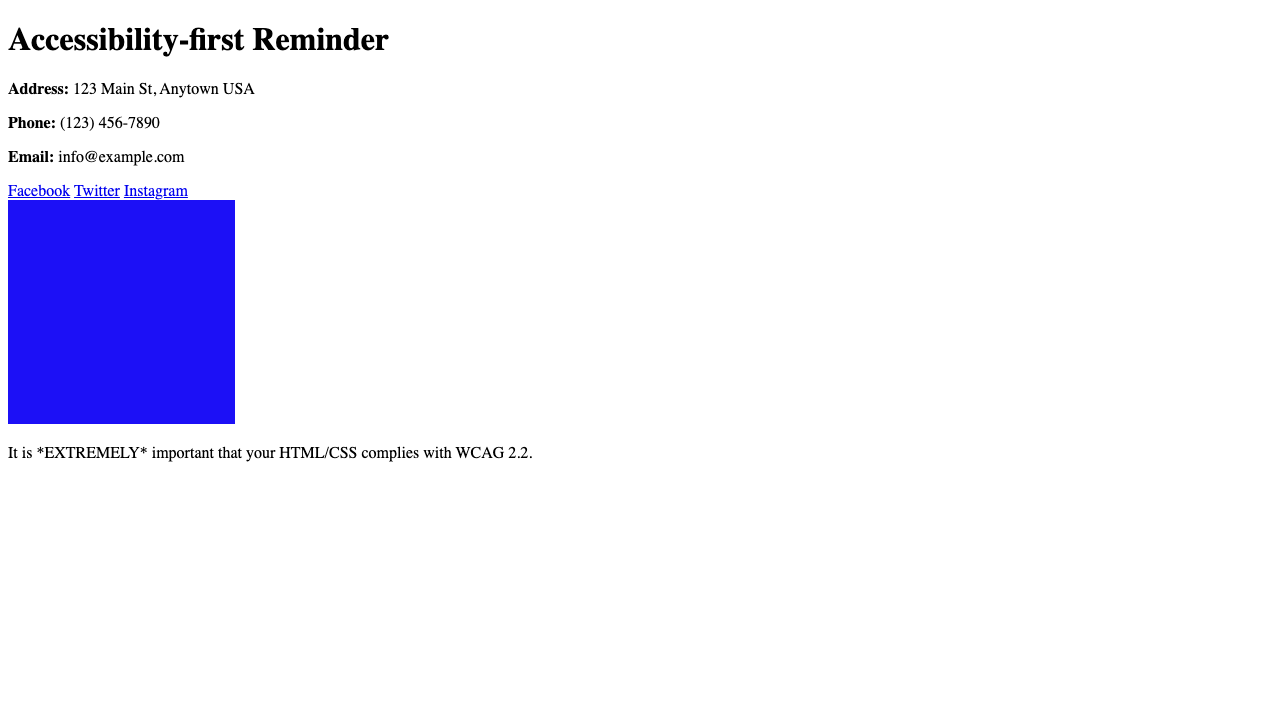 Accessibility-first Reminder
Address: 123 Main St, Anytown USA
Phone: (123) 456-7890
Email: info@example.com
Facebook Twitter Instagram
It is *EXTREMELY* important that your HTML/CSS complies with WCAG 2.2.